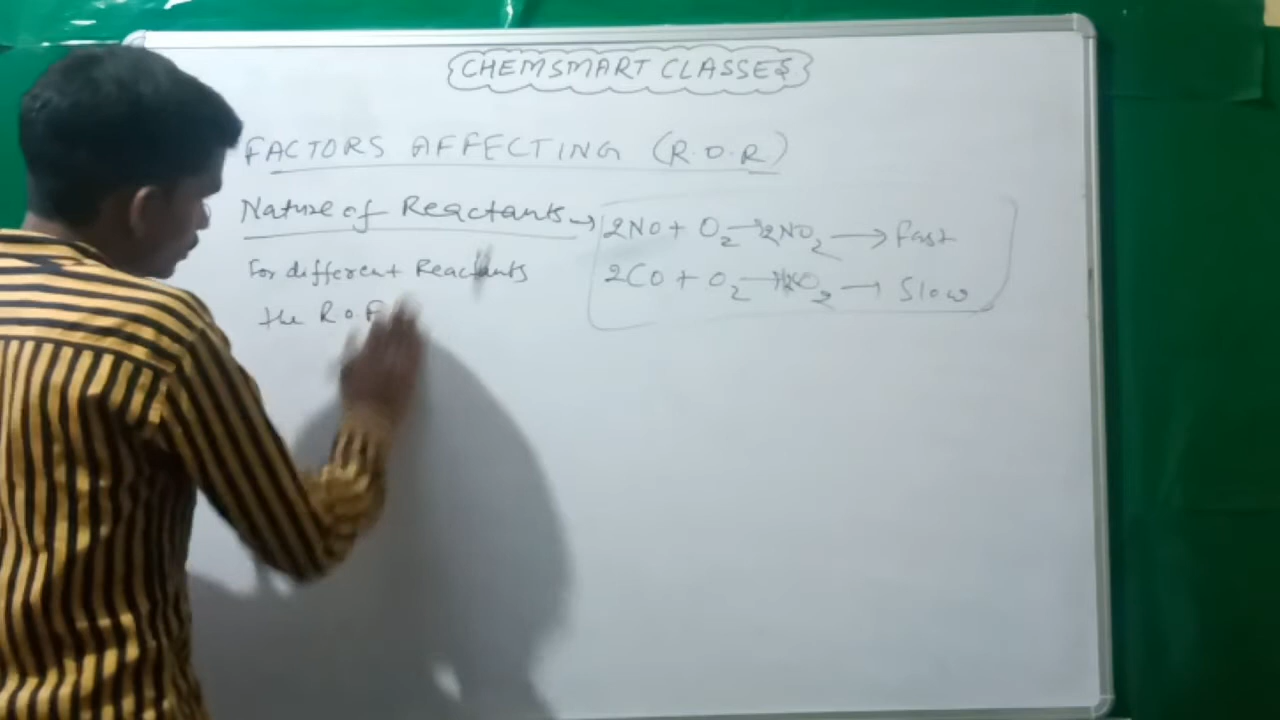 CHEMSMART CLASSES
FACTORS AFFECTING (R.O.R)
Nature of Reactants → 2NO + O2 → 2NO2 → Fast
2CO + O2 → 2CO2 → Slow
For different Reactants
the R O R